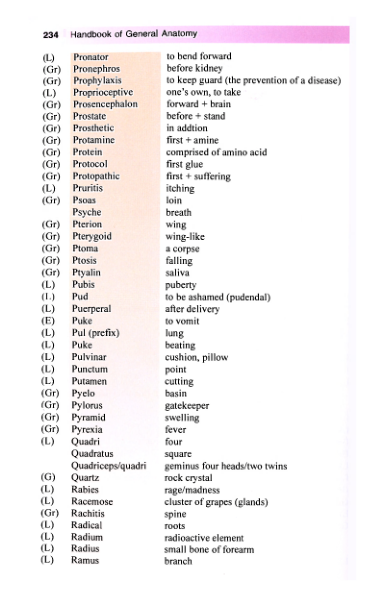 234 Handbook of General Anatomy
(L) Pronator to bend forward
(Gr) Pronephros before kidney
(Gr) Prophylaxis to keep guard (the prevention of a disease)
(L) Proprioceptive one's own, to take
(Gr) Prosencephalon forward + brain
(Gr) Prostate before + stand
(Gr) Prosthetic in addtion
(Gr) Protamine first + amine
(Gr) Protein comprised of amino acid
(Gr) Protocol first glue
(Gr) Protopathic first + suffering
(L) Pruritis itching
(Gr) Psoas loin
Psyche breath
(Gr) Pterion wing
(Gr) Pterygoid wing-like
(Gr) Ptoma a corpse
(Gr) Ptosis falling
(Gr) Ptyalin saliva
(L) Pubis puberty
(L) Pud to be ashamed (pudendal)
(L) Puerperal after delivery
(E) Puke to vomit
(L) Pul (prefix) lung
(L) Puke beating
(L) Pulvinar cushion, pillow
(L) Punctum point
(L) Putamen cutting
(Gr) Pyelo basin
(Gr) Pylorus gatekeeper
(Gr) Pyramid swelling
(Gr) Pyrexia fever
(L) Quadri four
Quadratus square
Quadriceps/quadri geminus four heads/two twins
(G) Quartz rock crystal
(L) Rabies rage/madness
(L) Racemose cluster of grapes (glands)
(Gr) Rachitis spine
(L) Radical roots
(L) Radium radioactive element
(L) Radius small bone of forearm
(L) Ramus branch